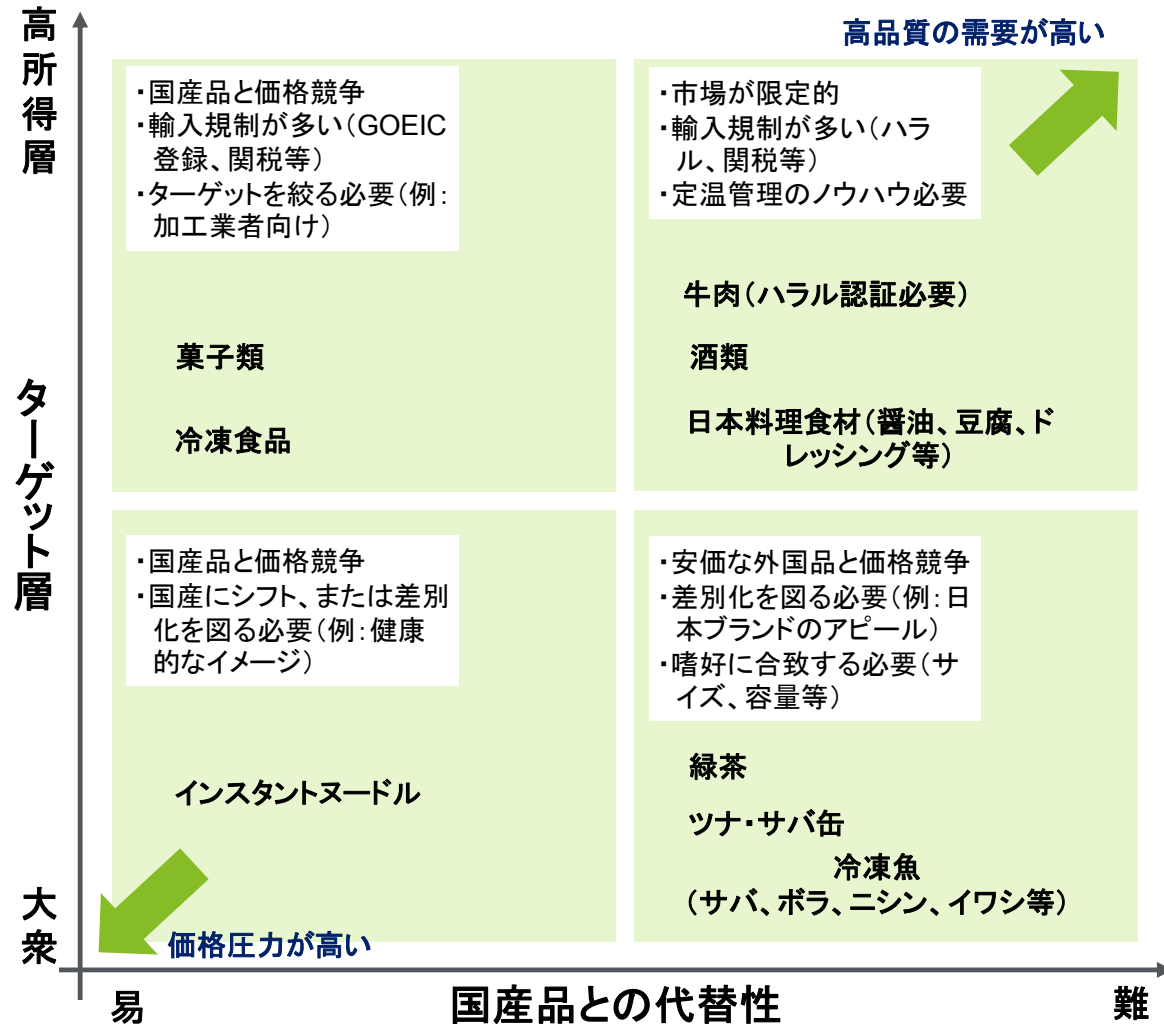 高所得層
高品質の需要が高い
・国産品と価格競争
・輸入規制が多い（GOEIC
登録、関税等）
・ターゲットを絞る必要（例：
加工業者向け）
菓子類
冷凍食品
・市場が限定的
・輸入規制が多い（ハラ
ル、関税等）
・定温管理のノウハウ必要
牛肉（ハラル認証必要）
酒類
日本料理食材（醤油、豆腐、ド
レッシング等）
ターゲット層
・国産品と価格競争
・国産にシフト、または差別
化を図る必要（例：健康
的なイメージ）
インスタントヌードル
・安価な外国品と価格競争
・差別化を図る必要（例：日
本ブランドのアピール）
・嗜好に合致する必要（サ
イズ、容量等）
緑茶
ツナ・サバ缶
冷凍魚
（サバ、ボラ、ニシン、イワシ等）
大衆
価格圧力が高い
易
国産品との代替性
難